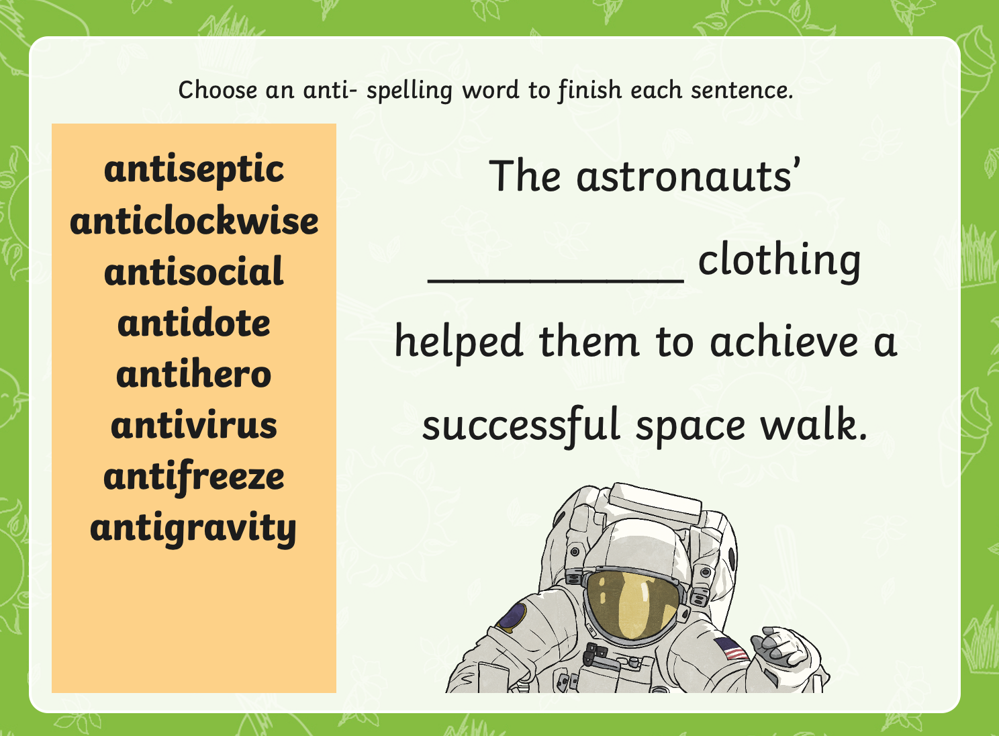 Choose an anti- spelling word to finish each sentence.
antiseptic
anticlockwise
antisocial
antidote
antihero
antivirus
antifreeze
antigravity
The astronauts’
__________ clothing
helped them to achieve a
successful space walk.